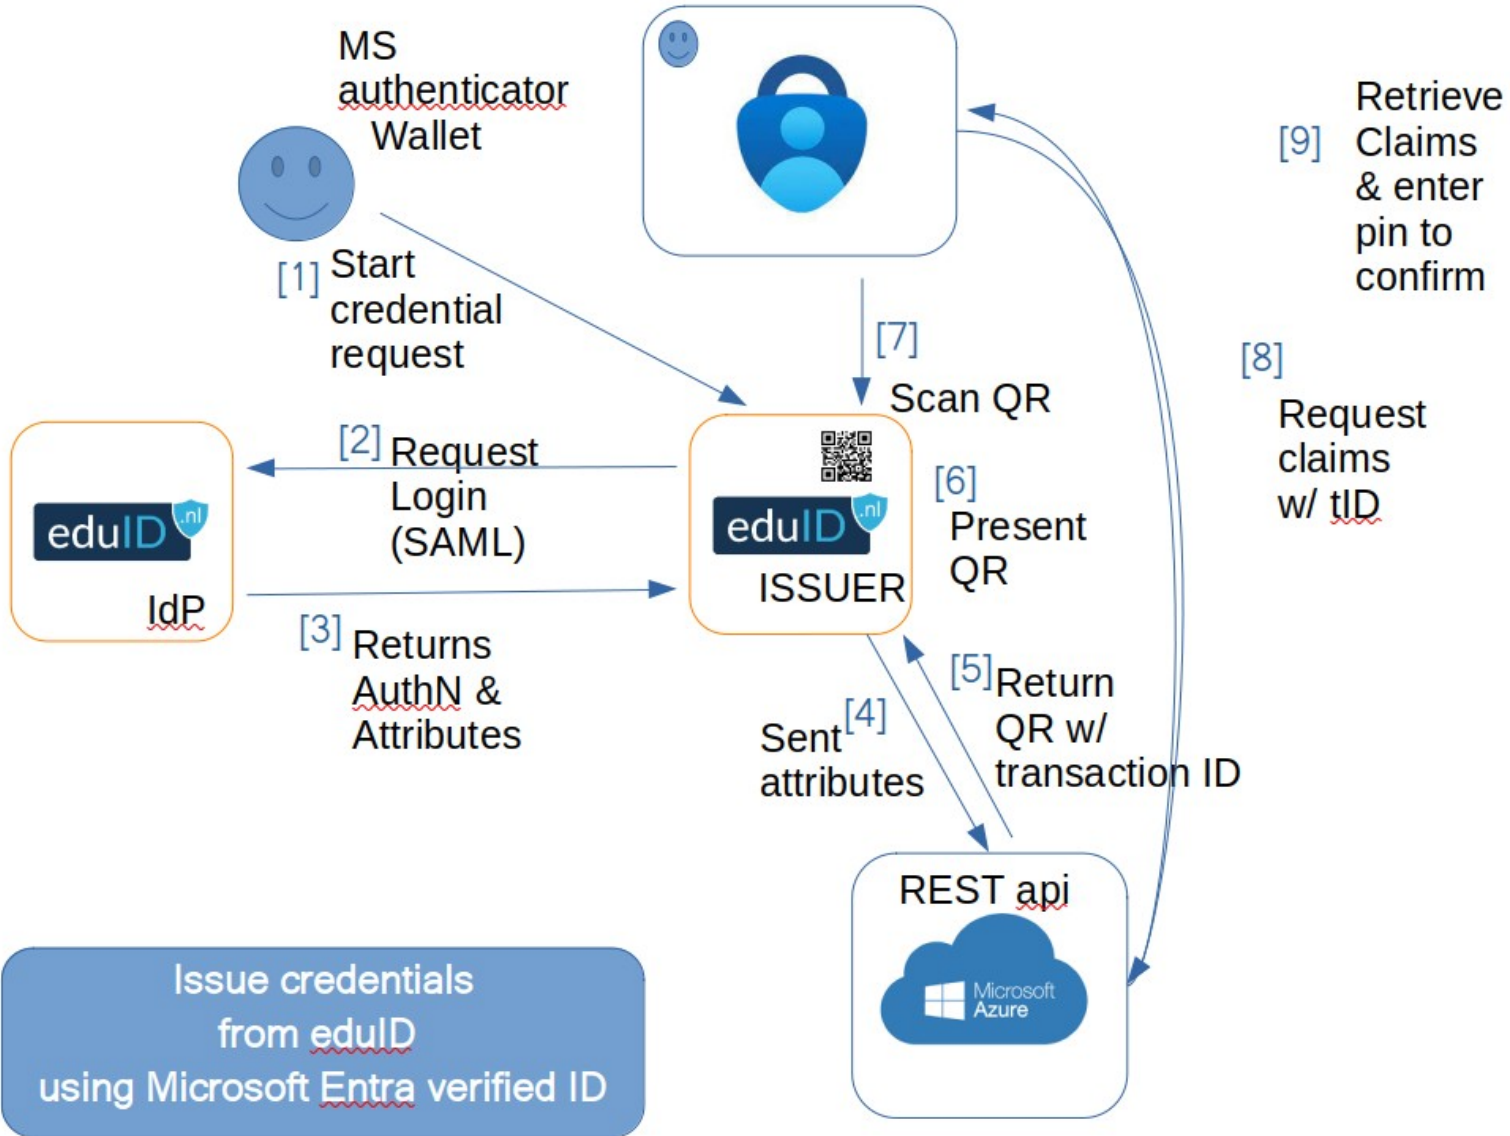 MS
authenticator
Wallet
[1] Start
credential
request
[2] Request
Login
(SAML)
eduID .nl
IdP
[3] Returns
AuthN &
Attributes
[7]
Scan QR
eduID .nl
ISSUER
[6]
Present
QR
Sent [4]
attributes
[5] Return
QR w/
transaction ID
REST api
Microsoft
Azure
[8]
Request
claims
w/ tID
[9] Retrieve
Claims
& enter
pin to
confirm
Issue credentials
from eduID
using Microsoft Entra verified ID